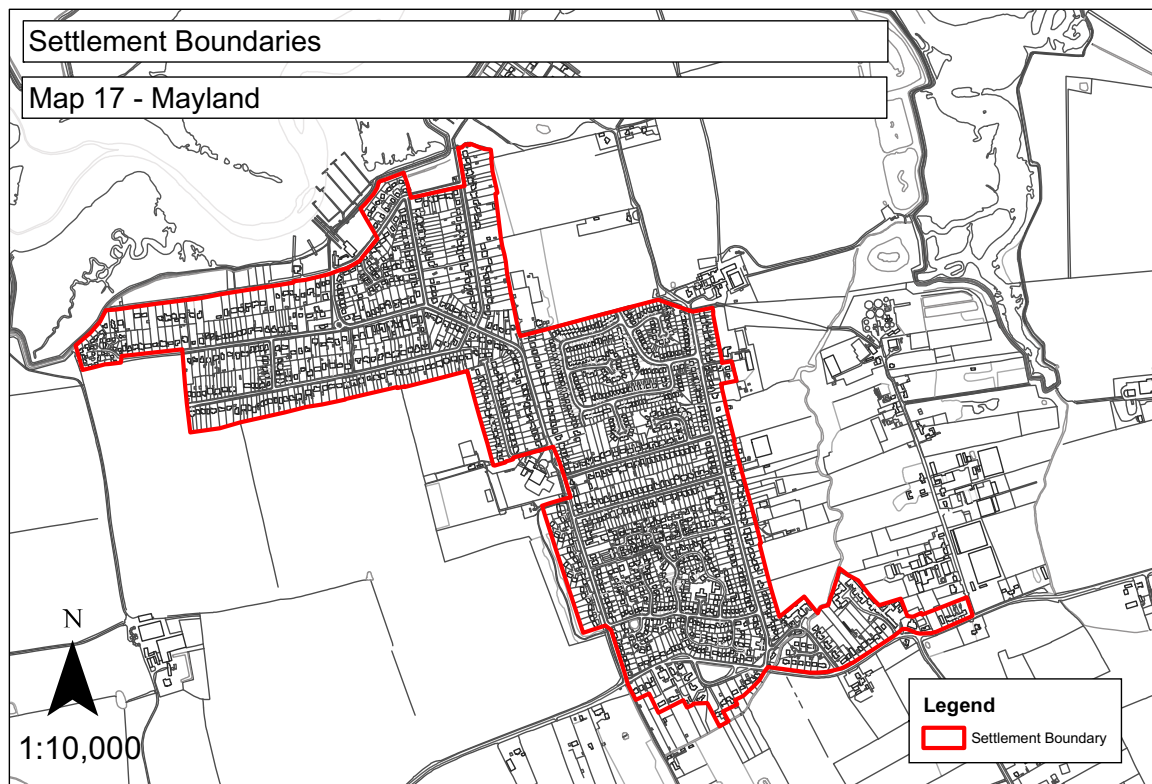 Settlement Boundaries
Map 17 - Mayland
N
1:10,000
Legend
Settlement Boundary